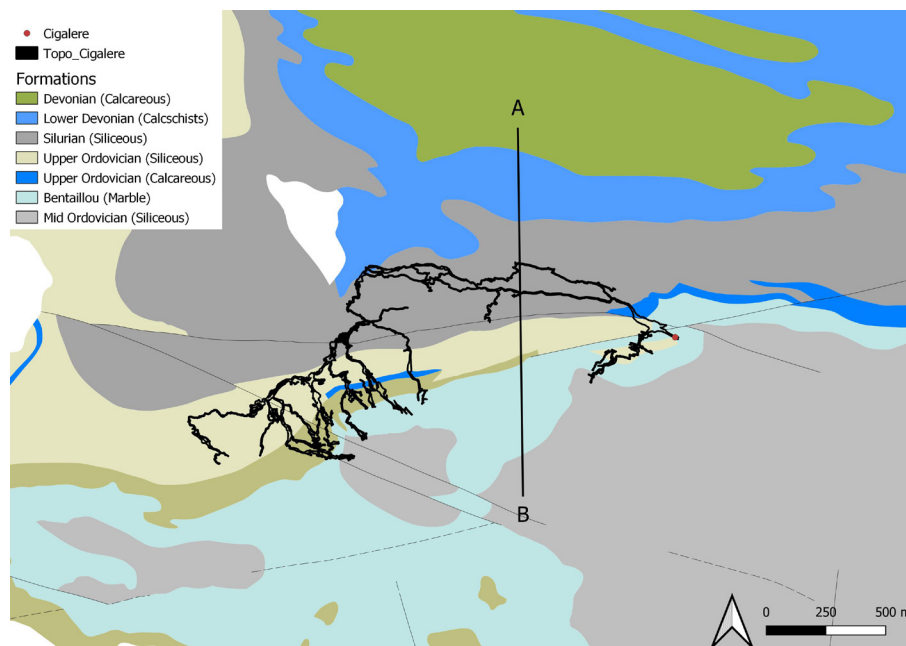 Cigalere
Topo_Cigalere
Formations
Devonian (Calcareous)
Lower Devonian (Calcschists)
Silurian (Siliceous)
Upper Ordovician (Siliceous)
Upper Ordovician (Calcareous)
Bentaillou (Marble)
Mid Ordovician (Siliceous)
A
B
0 250 500 m